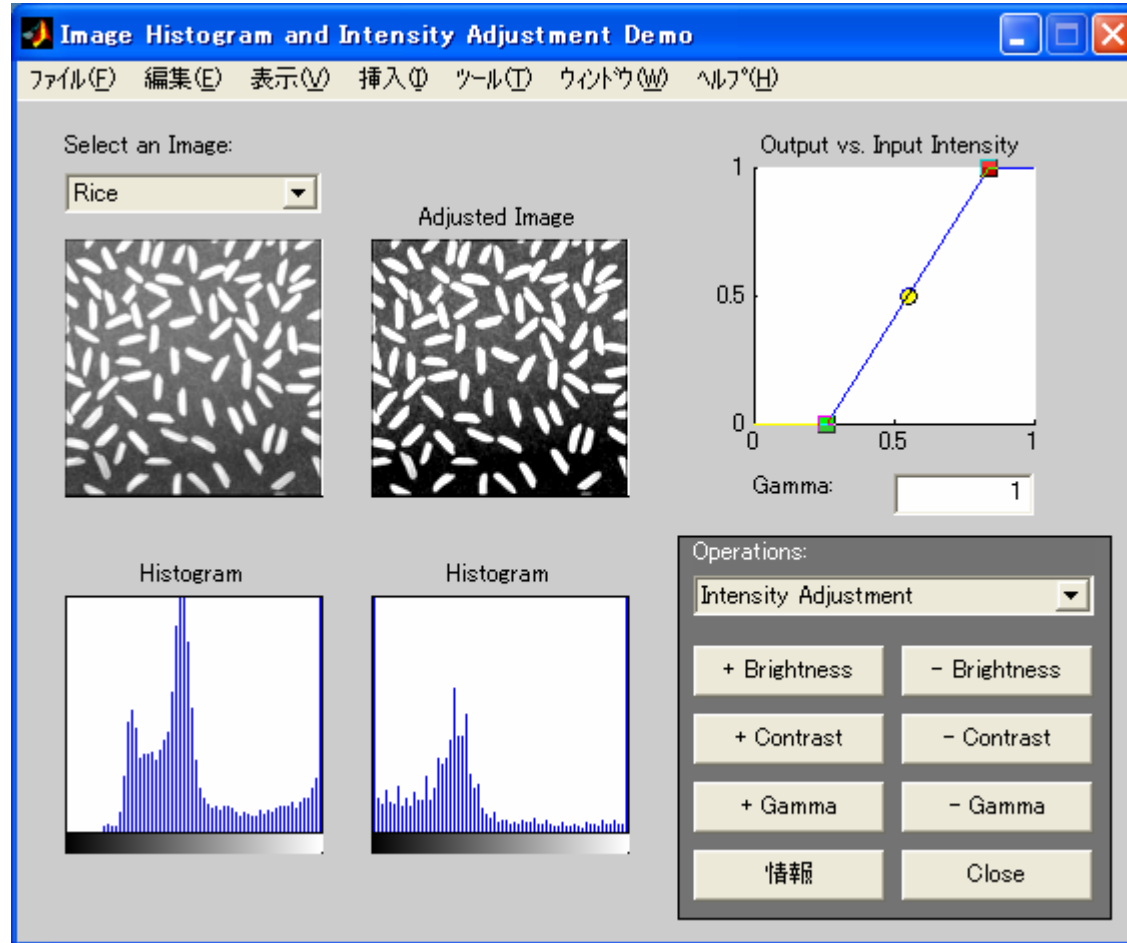 Image Histogram and Intensity Adjustment Demo
ファイル(F) 編集(E) 表示(V) 挿入(I) ツール(T) ウィンドウ(W) ヘルプ(H)
Select an Image:
Rice
Adjusted Image
Output vs. Input Intensity
1
0.5
0
0 0.5 1
Gamma: 1
Histogram
Histogram
Operations:
Intensity Adjustment
+ Brightness - Brightness
+ Contrast - Contrast
+ Gamma - Gamma
情報 Close